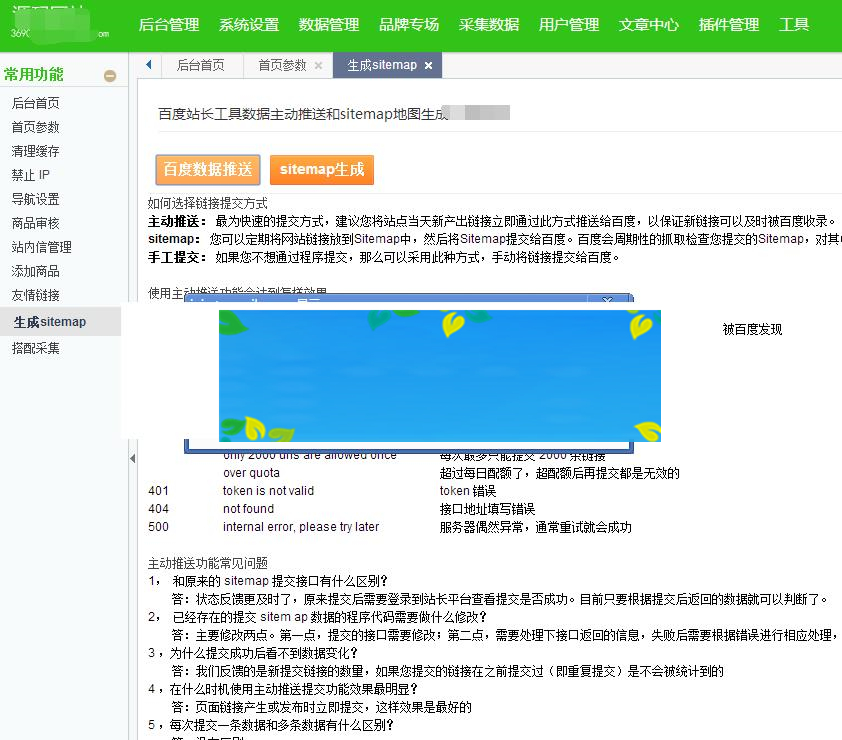 后台管理 系统设置 数据管理 品牌专场 采集数据 用户管理 文章中心 插件管理 工具
常用功能
后台首页 首页参数 生成sitemap
后台首页
首页参数
清理缓存
禁止 IP
导航设置
商品审核
站内信管理
添加商品
友情链接
生成sitemap
搭配采集
百度站长工具数据主动推送和sitemap地图生成
百度数据推送 sitemap生成
如何选择链接提交方式
主动推送： 最为快速的提交方式，建议您将站点当天新产出链接立即通过此方式推送给百度，以保证新链接可以及时被百度收录。
sitemap： 您可以定期将网站链接放到Sitemap中，然后将Sitemap提交给百度。百度会周期性的抓取检查您提交的Sitemap，对其
手工提交： 如果您不想通过程序提交，那么可以采用此种方式，手动将链接提交给百度。
使用主动推送功能会达到怎样效果
被百度发现
only 2000 urls are allowed once 每次最多只能提交 2000 条链接
over quota 超过每日配额了，超配额后再提交都是无效的
401 token is not valid token 错误
404 not found 接口地址填写错误
500 internal error, please try later 服务器偶然异常，通常重试就会成功
主动推送功能常见问题
1， 和原来的 sitemap 提交接口有什么区别？
答：状态反馈更及时了，原来提交后需要登录到站长平台查看提交是否成功。目前只要根据提交后返回的数据就可以判断了。
2， 已经存在的提交 sitem ap 数据的程序代码需要做什么修改？
答：主要修改两点。第一点，提交的接口需要修改；第二点，需要处理下接口返回的信息，失败后需要根据错误进行相应处理，
3 ，为什么提交成功后看不到数据变化？
答：我们反馈的是新提交链接的数量，如果您提交的链接在之前提交过（即重复提交）是不会被统计到的
4 ，在什么时机使用主动推送提交功能效果最明显？
答：页面链接产生或发布时立即提交，这样效果是最好的
5 ，每次提交一条数据和多条数据有什么区别？